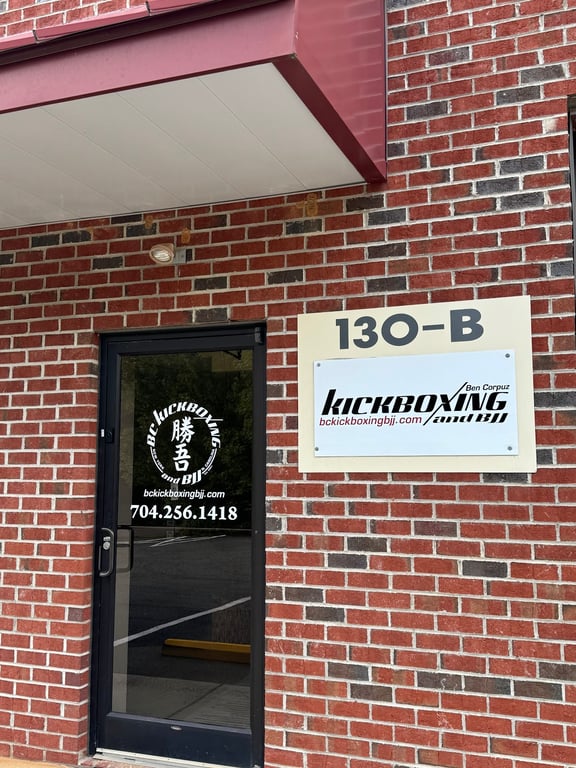 130-B
Ben Corpuz
KICKBOXING
bckickboxingbjj.com and BJJ
BC KICKBOXING
勝吾
and BJJ
bckickboxingbjj.com
704.256.1418